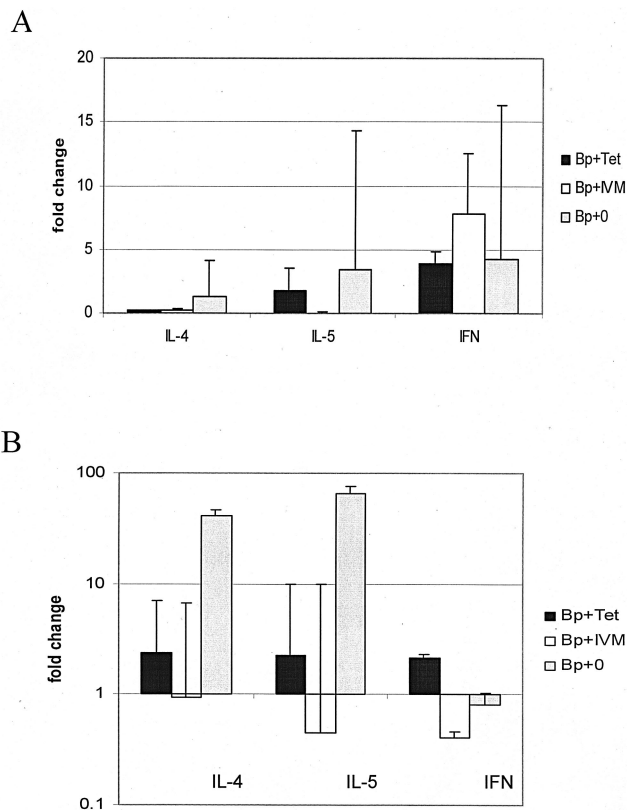 A
20
15
10
5
0
fold change
IL-4
IL-5
IFN
Bp+Tet
Bp+IVM
Bp+0
B
100
10
1
0.1
fold change
IL-4
IL-5
IFN
Bp+Tet
Bp+IVM
Bp+0